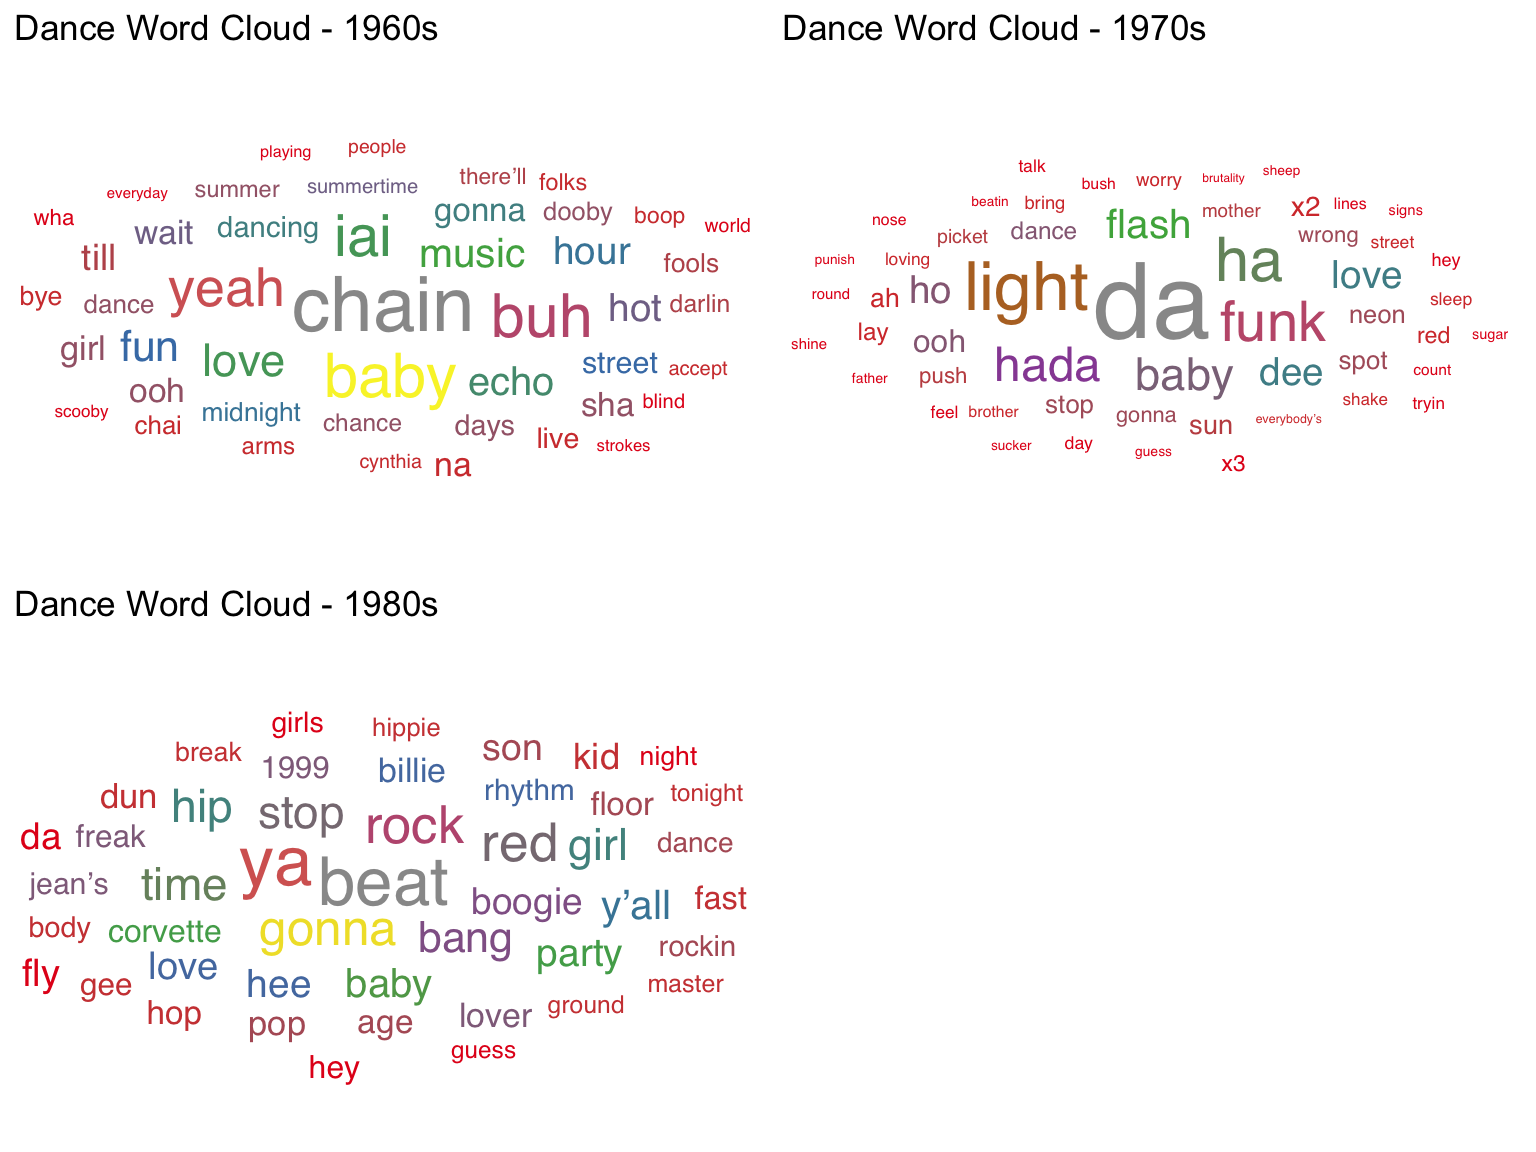 Dance Word Cloud - 1960s
playing people
there'll folks
everyday summer summertime
wha wait dancing gonna dooby boop world
till iai music hour fools
bye dance yeah chain buh hot darlin
girl fun love baby echo street accept
ooh sha blind
scooby chai midnight chance days live strokes
arms cynthia na
Dance Word Cloud - 1970s
talk bush worry brutality sheep
beatin bring mother x2 lines signs
nose picket dance flash wrong street
punish loving ha love hey
round ah ho light da funk neon sleep
shine lay ooh red sugar
father push hada baby dee spot count
feel brother stop gonna sun everybody's shake tryin
sucker day guess x3
Dance Word Cloud - 1980s
girls hippie
break 1999 billie son kid night
dun hip stop rhythm floor tonight
da freak rock red girl dance
jean's time ya beat boogie y'all fast
body corvette gonna bang party rockin
fly gee love hee baby master
hop pop age lover ground
hey guess